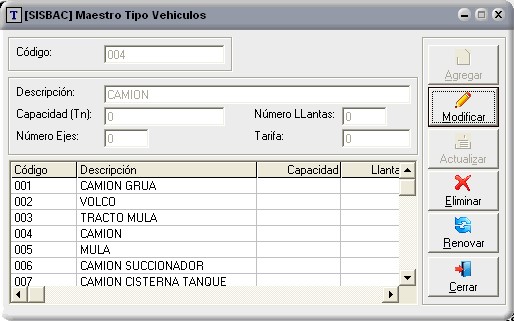 T [SISBAC] Maestro Tipo Vehiculos
Código: 004
Agregar
Descripción: CAMION
Modificar
Capacidad (Tn): 0 Número LLantas: 0
Número Ejes: 0 Tarifa: 0
Actualizar
Código Descripción Capacidad Llanta
001 CAMION GRUA
002 VOLCO
003 TRACTO MULA
004 CAMION
005 MULA
006 CAMION SUCCIONADOR
007 CAMION CISTERNA TANQUE
Eliminar
Renovar
Cerrar